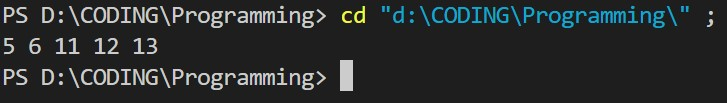 PS D:\CODING\Programming> cd "d:\CODING\Programming\" ;
5 6 11 12 13
PS D:\CODING\Programming>